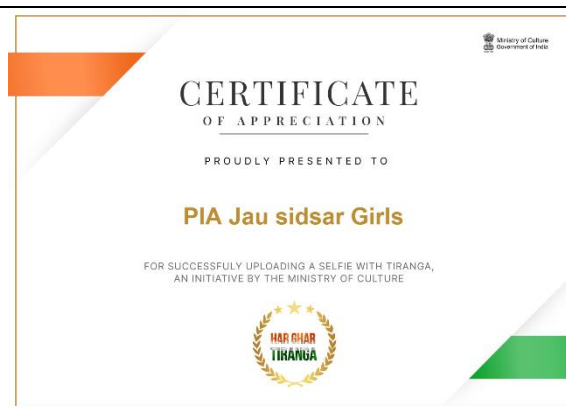 Ministry of Culture
Government of India
CERTIFICATE
OF APPRECIATION
PROUDLY PRESENTED TO
PIA Jau sidsar Girls
FOR SUCCESSFULY UPLOADING A SELFIE WITH TIRANGA,
AN INITIATIVE BY THE MINISTRY OF CULTURE
HAR GHAR
TIRANGA